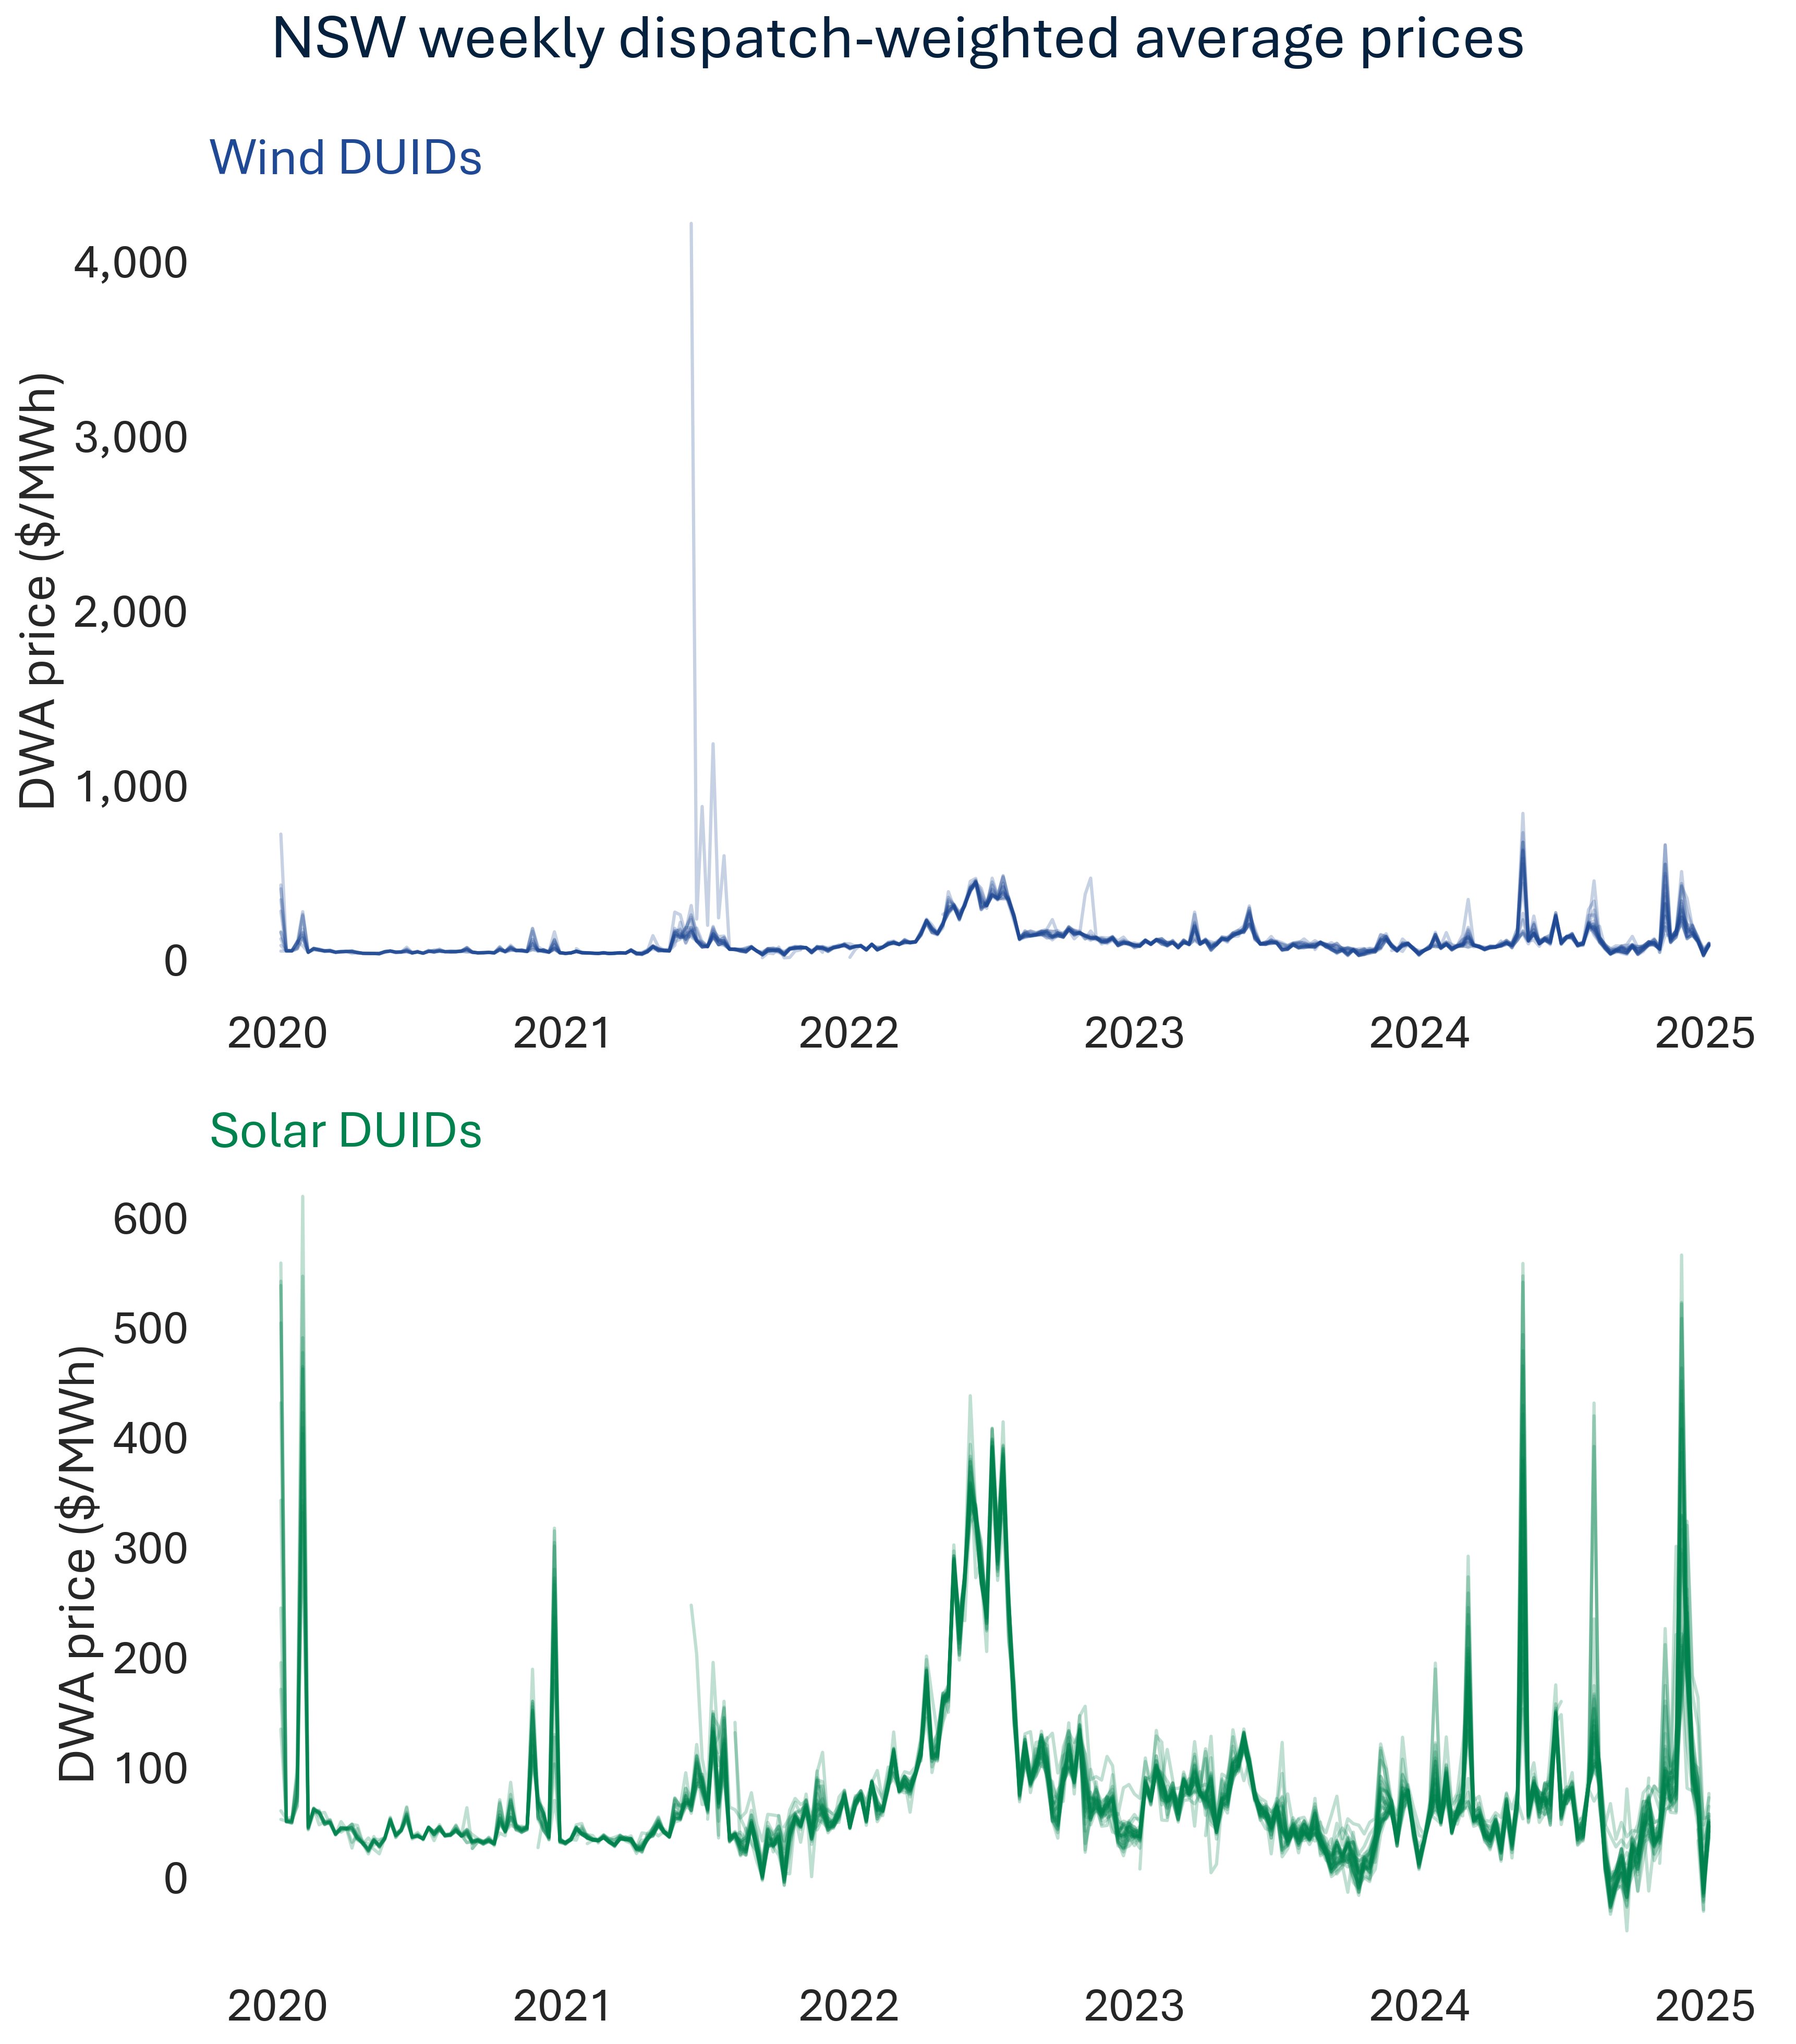 NSW weekly dispatch-weighted average prices
Wind DUIDs
DWA price ($/MWh)
4,000
3,000
2,000
1,000
0
2020 2021 2022 2023 2024 2025
Solar DUIDs
DWA price ($/MWh)
600
500
400
300
200
100
0
2020 2021 2022 2023 2024 2025